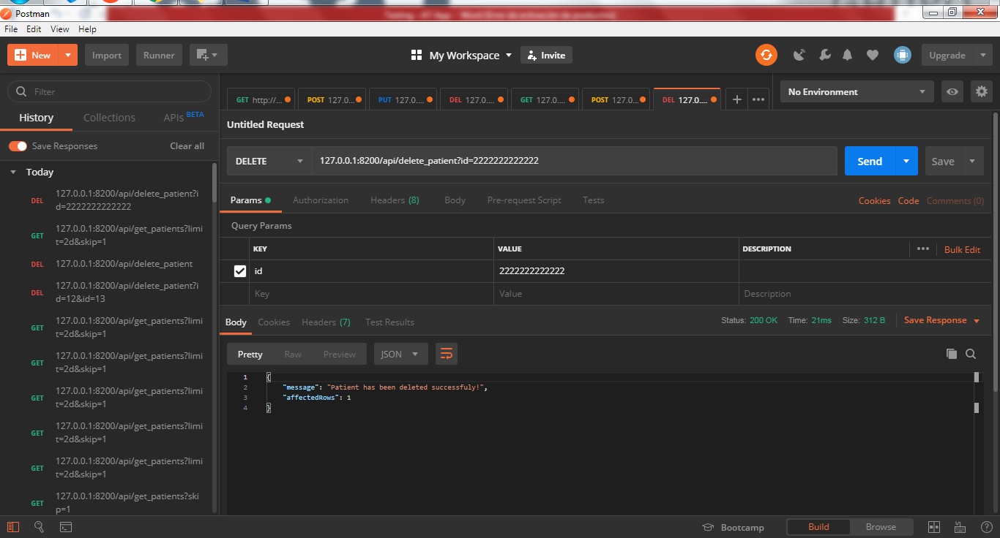 Postman
File Edit View Help
New Import Runner My Workspace Invite Upgrade
Filter
History Collections APIs BETA
Save Responses Clear all
Today
DEL 127.0.0.1:8200/api/delete_patient?i
d=2222222222222
GET 127.0.0.1:8200/api/get_patients?limi
t=2d&skip=1
DEL 127.0.0.1:8200/api/delete_patient
DEL 127.0.0.1:8200/api/delete_patient?i
d=12&id=13
GET 127.0.0.1:8200/api/get_patients?limi
t=2d&skip=1
GET 127.0.0.1:8200/api/get_patients?limi
t=2d&skip=1
GET 127.0.0.1:8200/api/get_patients?limi
t=2d&skip=1
GET 127.0.0.1:8200/api/get_patients?limi
t=2d&skip=1
GET 127.0.0.1:8200/api/get_patients?limi
t=2d&skip=1
GET 127.0.0.1:8200/api/get_patients?ski
p=1
GET http://... POST 127.0... PUT 127.0.... DEL 127.0.... GET 127.0.... POST 127.0... DEL 127.0.... No Environment
Untitled Request
DELETE 127.0.0.1:8200/api/delete_patient?id=2222222222222 Send Save
Params Authorization Headers (8) Body Pre-request Script Tests Cookies Code Comments (0)
Query Params
KEY VALUE DESCRIPTION Bulk Edit
id 2222222222222
Key Value Description
Body Cookies Headers (7) Test Results Status: 200 OK Time: 21ms Size: 312 B Save Response
Pretty Raw Preview JSON
1 {
2 "message": "Patient has been deleted successfuly!",
3 "affectedRows": 1
4 }
Bootcamp Build Browse